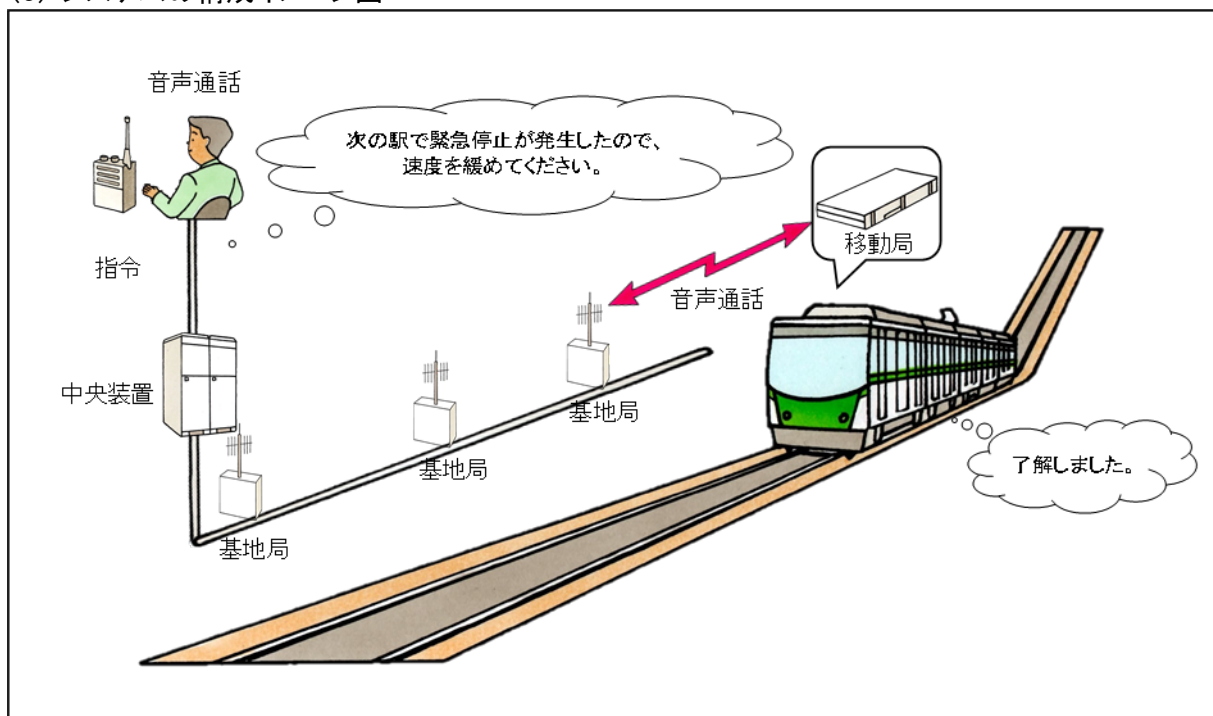 音声通話
次の駅で緊急停止が発生したので、
速度を緩めてください。
指令
移動局
音声通話
中央装置
基地局
基地局
基地局
了解しました。